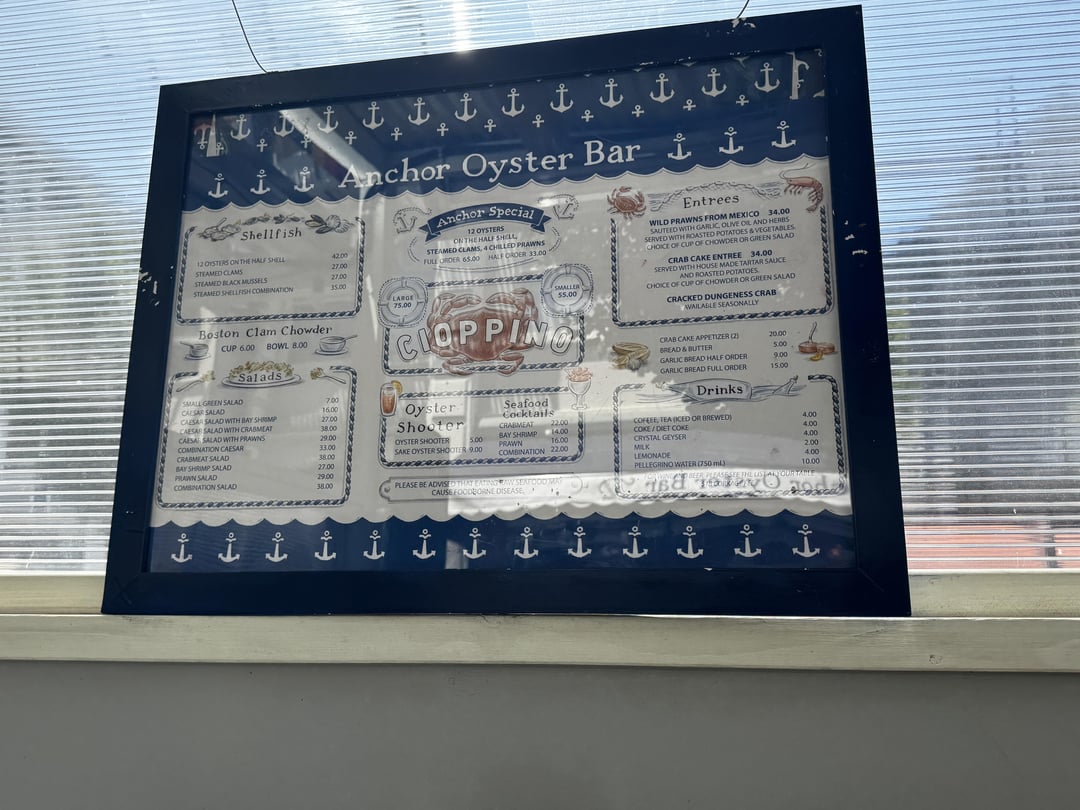 Anchor Oyster Bar
Shellfish
12 OYSTERS ON THE HALF SHELL 42.00
STEAMED CLAMS 27.00
STEAMED BLACK MUSSELS 27.00
STEAMED SHELLFISH COMBINATION 35.00
Boston Clam Chowder
CUP 6.00 BOWL 8.00
Salads
SMALL GREEN SALAD 7.00
CAESAR SALAD 16.00
CAESAR SALAD WITH BAY SHRIMP 27.00
CAESAR SALAD WITH CRABMEAT 38.00
CAESAR SALAD WITH PRAWNS 29.00
COMBINATION CAESAR 33.00
CRABMEAT SALAD 38.00
BAY SHRIMP SALAD 27.00
PRAWN SALAD 29.00
COMBINATION SALAD 38.00
Anchor Special
12 OYSTERS
ON THE HALF SHELL,
STEAMED CLAMS, 4 CHILLED PRAWNS
FULL ORDER 65.00 HALF ORDER 33.00
LARGE
75.00
SMALLER
55.00
CIOPPINO
Oyster
Shooter
OYSTER SHOOTER 5.00
SAKE OYSTER SHOOTER 9.00
Seafood
Cocktails
CRABMEAT 22.00
BAY SHRIMP 14.00
PRAWN 16.00
COMBINATION 22.00
PLEASE BE ADVISED THAT EATING RAW SEAFOOD MAY
CAUSE FOODBORNE DISEASE.
Entrees
WILD PRAWNS FROM MEXICO 34.00
SAUTEED WITH GARLIC, OLIVE OIL AND HERBS
SERVED WITH ROASTED POTATOES & VEGETABLES.
CHOICE OF CUP OF CHOWDER OR GREEN SALAD
CRAB CAKE ENTREE 34.00
SERVED WITH HOUSE MADE TARTAR SAUCE
AND ROASTED POTATOES.
CHOICE OF CUP OF CHOWDER OR GREEN SALAD
CRACKED DUNGENESS CRAB
AVAILABLE SEASONALLY
CRAB CAKE APPETIZER (2) 20.00
BREAD & BUTTER 5.00
GARLIC BREAD HALF ORDER 9.00
GARLIC BREAD FULL ORDER 15.00
Drinks
COFFEE, TEA (ICED OR BREWED) 4.00
COKE / DIET COKE 4.00
CRYSTAL GEYSER 4.00
MILK 2.00
LEMONADE 4.00
PELLEGRINO WATER (750 mL) 10.00
FOR WINE AND BEER, PLEASE SEE THE LIST AT YOUR TABLE